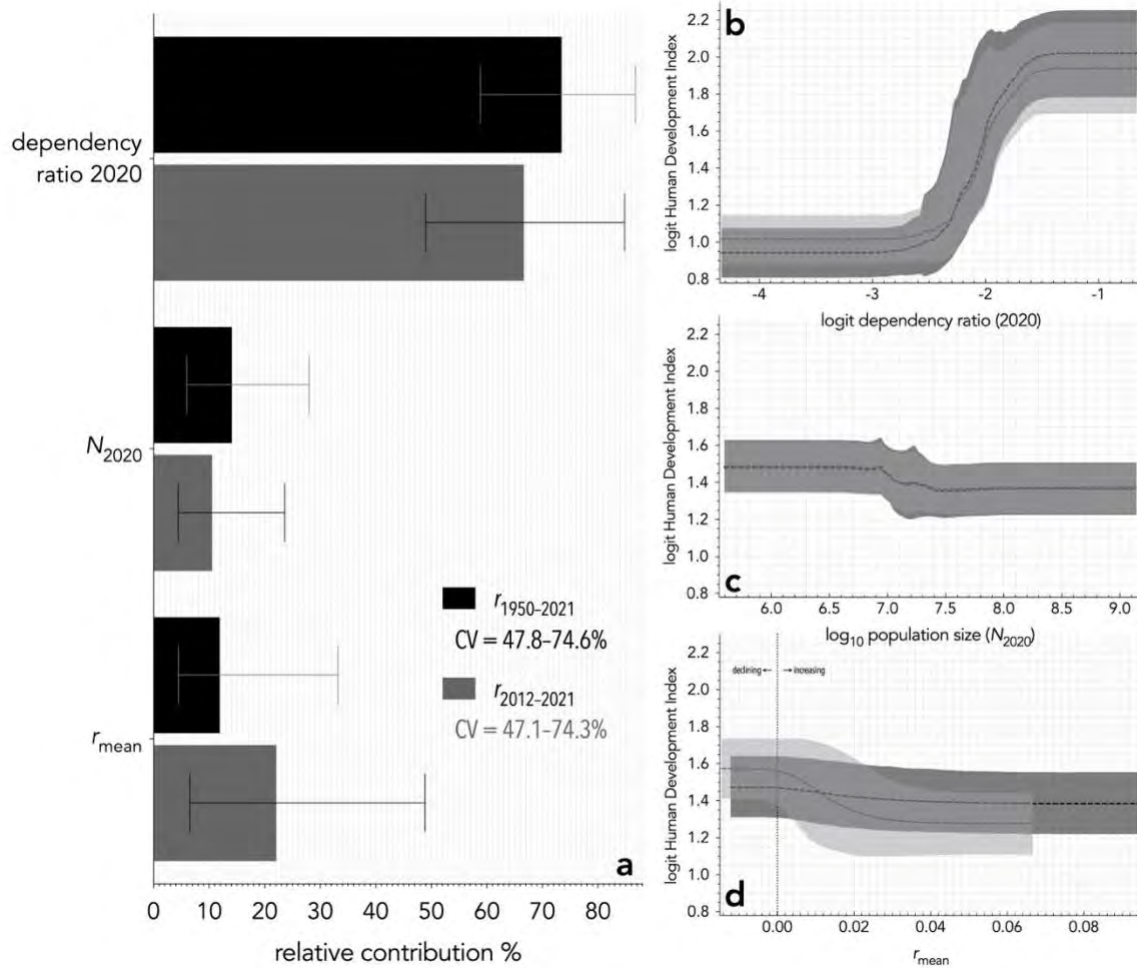 dependency
ratio 2020
N2020
rmean
r1950–2021
CV = 47.8–74.6%
r2012–2021
CV = 47.1–74.3%
a
0 10 20 30 40 50 60 70 80
relative contribution %
b
logit Human Development Index
2.2
2.0
1.8
1.6
1.4
1.2
1.0
0.8
-4 -3 -2 -1
logit dependency ratio (2020)
logit Human Development Index
2.2
2.0
1.8
1.6
1.4
1.2
1.0
0.8
c
6.0 6.5 7.0 7.5 8.0 8.5 9.0
log10 population size (N2020)
logit Human Development Index
2.2
2.0
1.8
1.6
1.4
1.2
1.0
0.8
declining ← → increasing
d
0.00 0.02 0.04 0.06 0.08
rmean